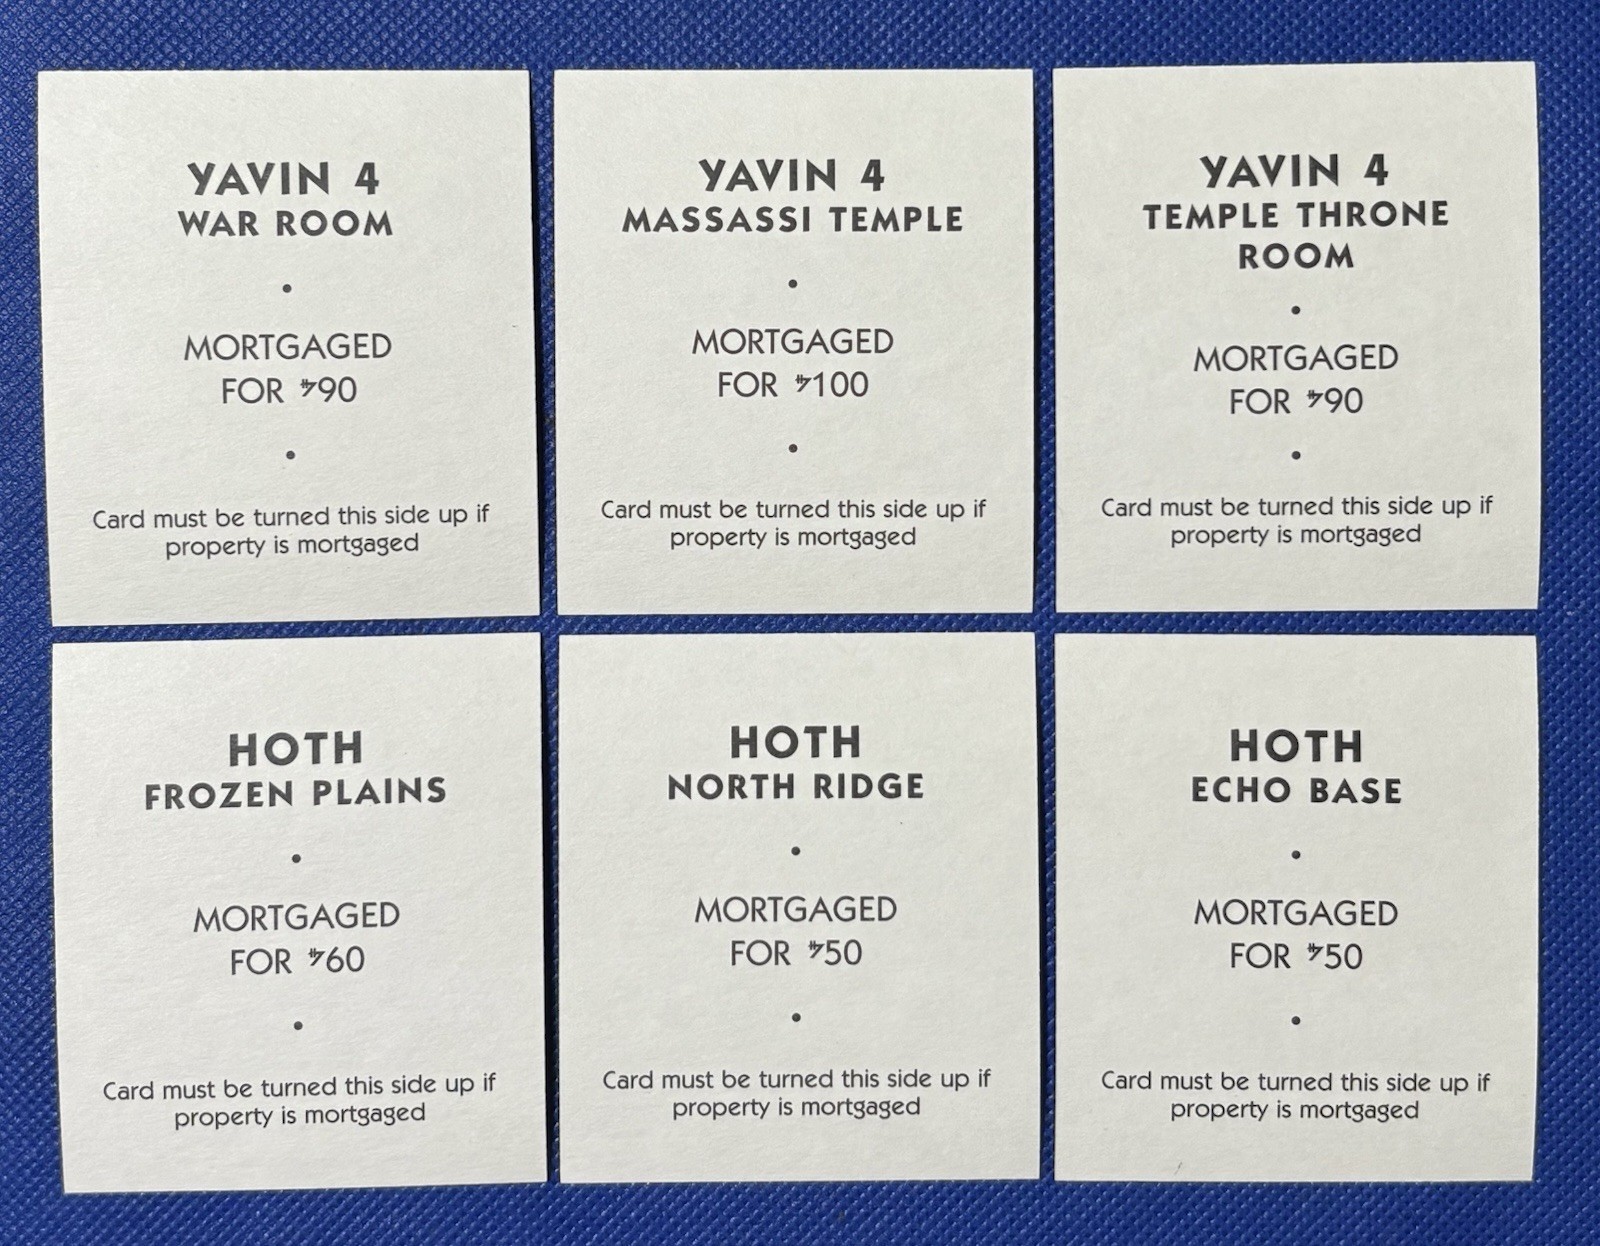 YAVIN 4
WAR ROOM
•
MORTGAGED
FOR 90
•
Card must be turned this side up if
property is mortgaged
YAVIN 4
MASSASSI TEMPLE
•
MORTGAGED
FOR 100
•
Card must be turned this side up if
property is mortgaged
YAVIN 4
TEMPLE THRONE
ROOM
•
MORTGAGED
FOR 90
•
Card must be turned this side up if
property is mortgaged
HOTH
FROZEN PLAINS
•
MORTGAGED
FOR 60
•
Card must be turned this side up if
property is mortgaged
HOTH
NORTH RIDGE
•
MORTGAGED
FOR 50
•
Card must be turned this side up if
property is mortgaged
HOTH
ECHO BASE
•
MORTGAGED
FOR 50
•
Card must be turned this side up if
property is mortgaged